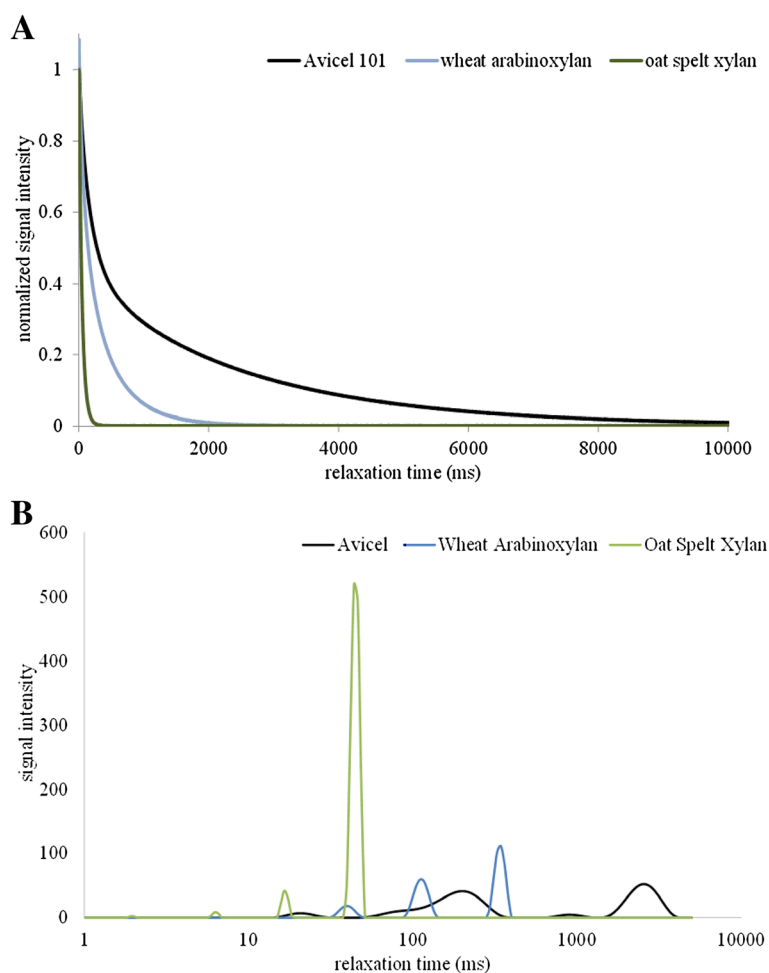 A
Avicel 101 wheat arabinoxylan oat spelt xylan
normalized signal intensity
1
0.8
0.6
0.4
0.2
0
0 2000 4000 6000 8000 10000
relaxation time (ms)
B
Avicel Wheat Arabinoxylan Oat Spelt Xylan
signal intensity
600
500
400
300
200
100
0
1 10 100 1000 10000
relaxation time (ms)